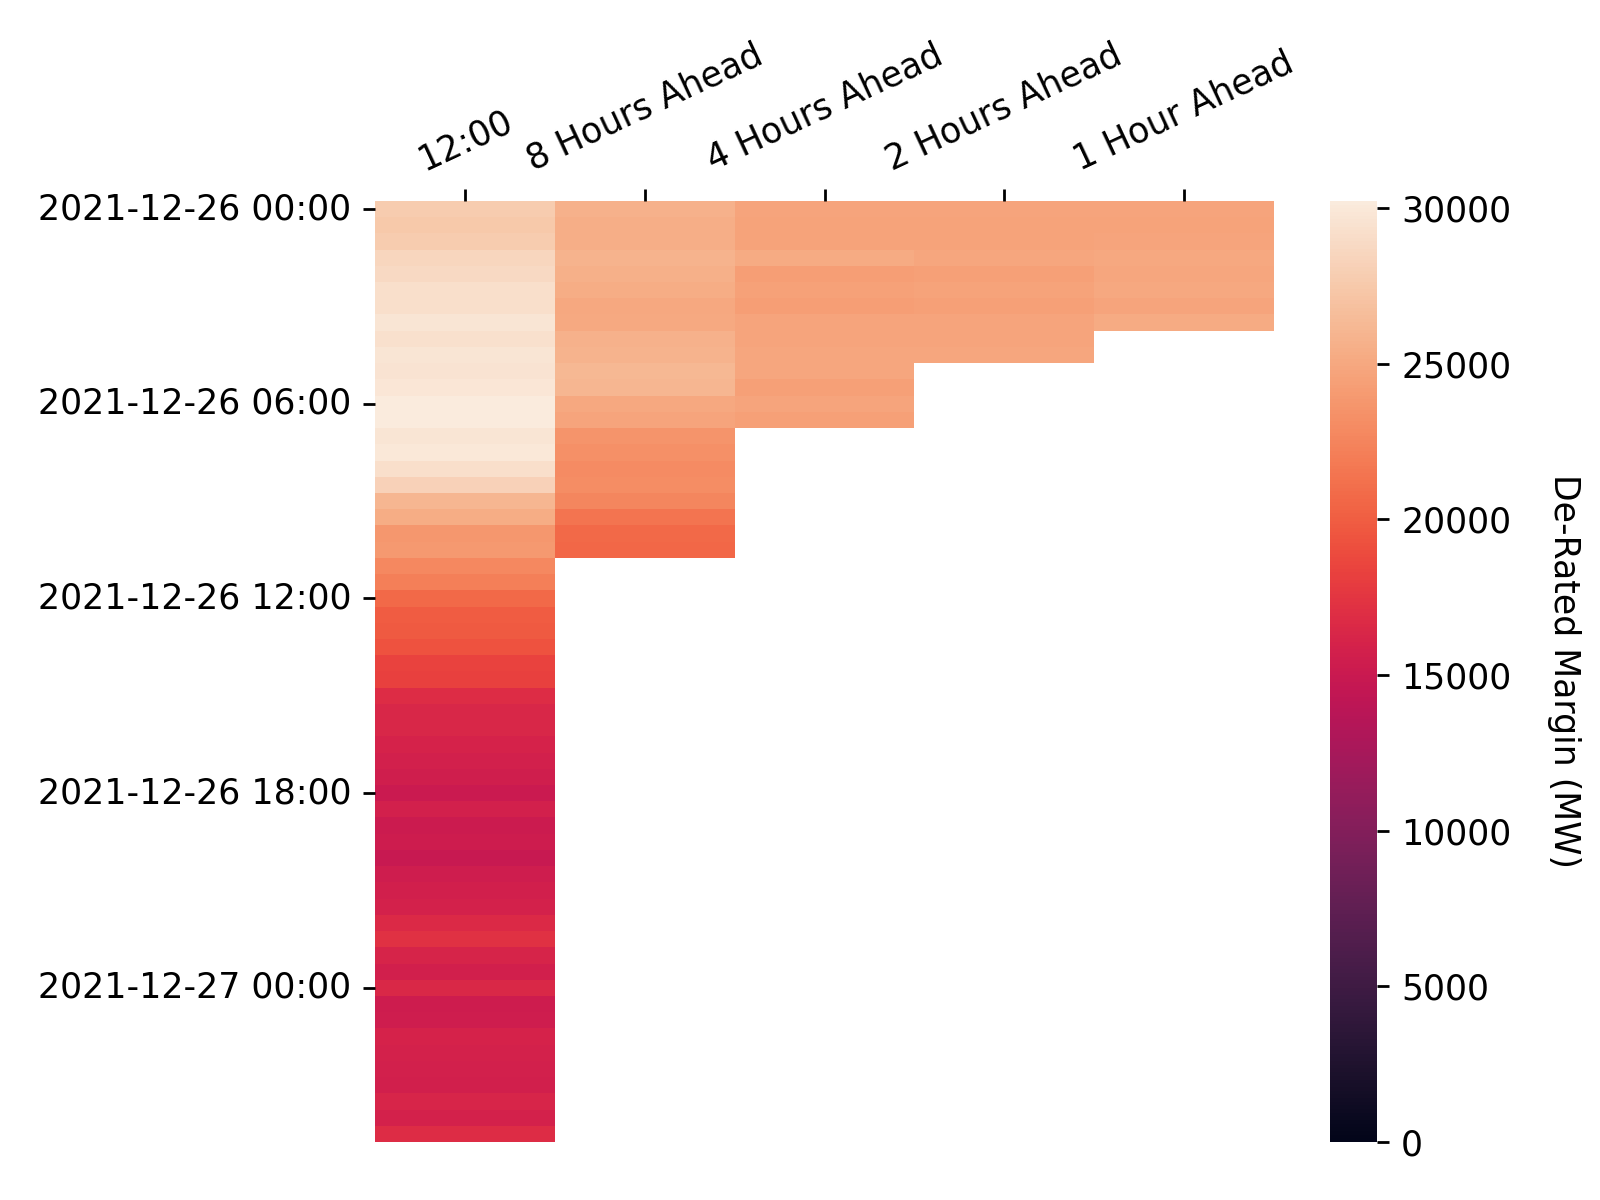 12:00
8 Hours Ahead
4 Hours Ahead
2 Hours Ahead
1 Hour Ahead
2021-12-26 00:00
2021-12-26 06:00
2021-12-26 12:00
2021-12-26 18:00
2021-12-27 00:00
30000
25000
20000
15000
10000
5000
0
De-Rated Margin (MW)